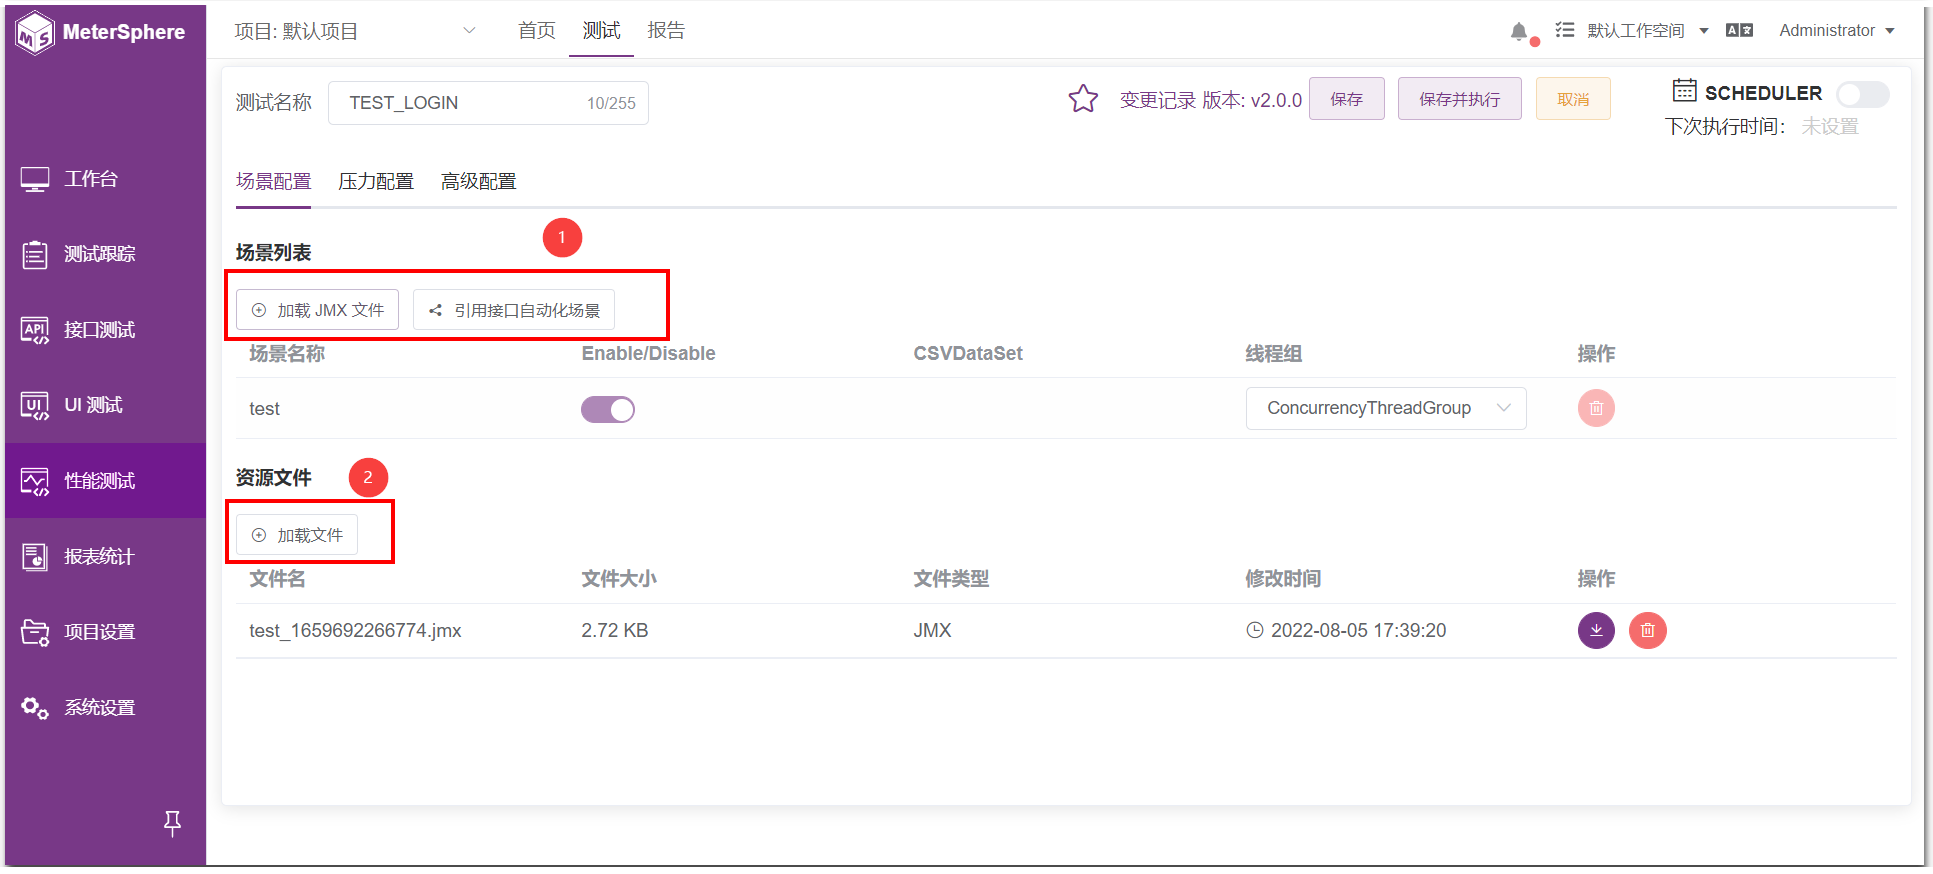 MeterSphere
项目: 默认项目 首页 测试 报告 默认工作空间 Administrator
测试名称 TEST_LOGIN 10/255 变更记录 版本: v2.0.0 保存 保存并执行 取消 SCHEDULER
下次执行时间： 未设置
工作台
测试跟踪
接口测试
UI 测试
性能测试
报表统计
项目设置
系统设置
场景配置 压力配置 高级配置
1
场景列表
加载 JMX 文件 引用接口自动化场景
场景名称 Enable/Disable CSVDataSet 线程组 操作
test ConcurrencyThreadGroup
资源文件 2
加载文件
文件名 文件大小 文件类型 修改时间 操作
test_1659692266774.jmx 2.72 KB JMX 2022-08-05 17:39:20